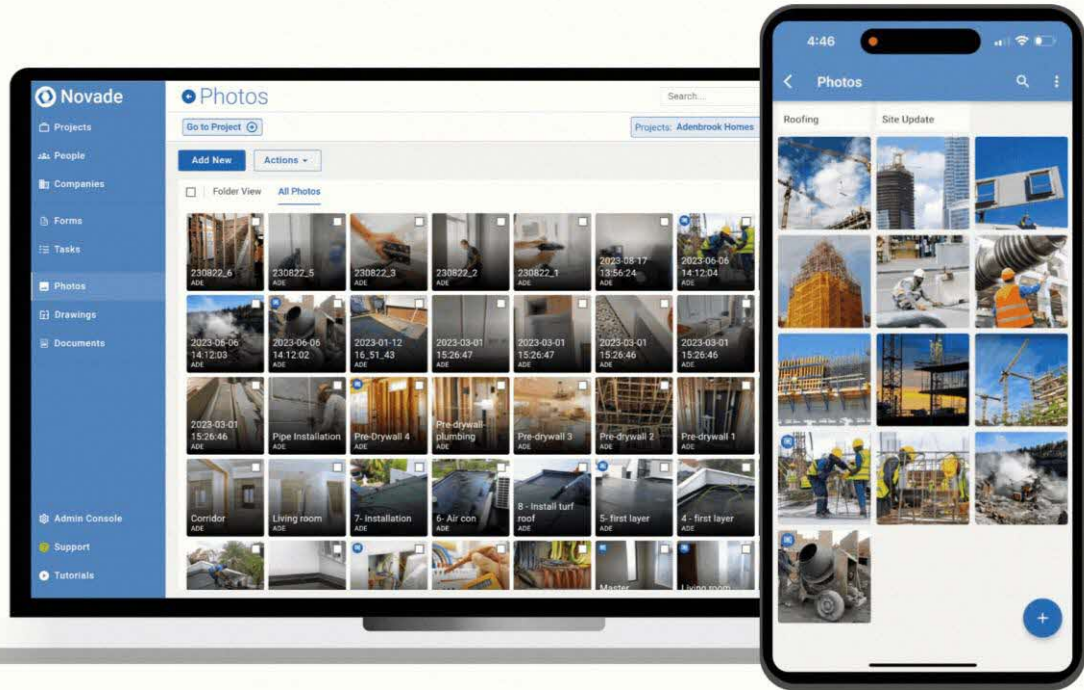 Novade
Projects
People
Companies
Forms
Tasks
Photos
Drawings
Documents
Admin Console
Support
Tutorials
Photos
Search...
Go to Project
Projects: Adenbrook Homes
Add New
Actions
Folder View
All Photos
230822_6
ADE
230822_5
ADE
230822_3
ADE
230822_2
ADE
230822_1
ADE
2023-08-17
13:56:24
ADE
2023-06-06
14:12:04
ADE
2023-06-06
14:12:03
ADE
2023-06-06
14:12:02
ADE
2023-01-12
16_51_43
ADE
2023-03-01
15:26:47
ADE
2023-03-01
15:26:47
ADE
2023-03-01
15:26:46
ADE
2023-03-01
15:26:46
ADE
2023-03-01
15:26:46
ADE
Pipe Installation
ADE
Pre-Drywall 4
ADE
Pre-drywall
plumbing
ADE
Pre-drywall 3
ADE
Pre-drywall 2
ADE
Pre-drywall 1
ADE
Corridor
ADE
Living room
ADE
7- Installation
ADE
6- Air con
ADE
8 - Install turf
roof
ADE
5- first layer
ADE
4 - first layer
ADE
Master
Living room
4:46
Photos
Roofing
Site Update